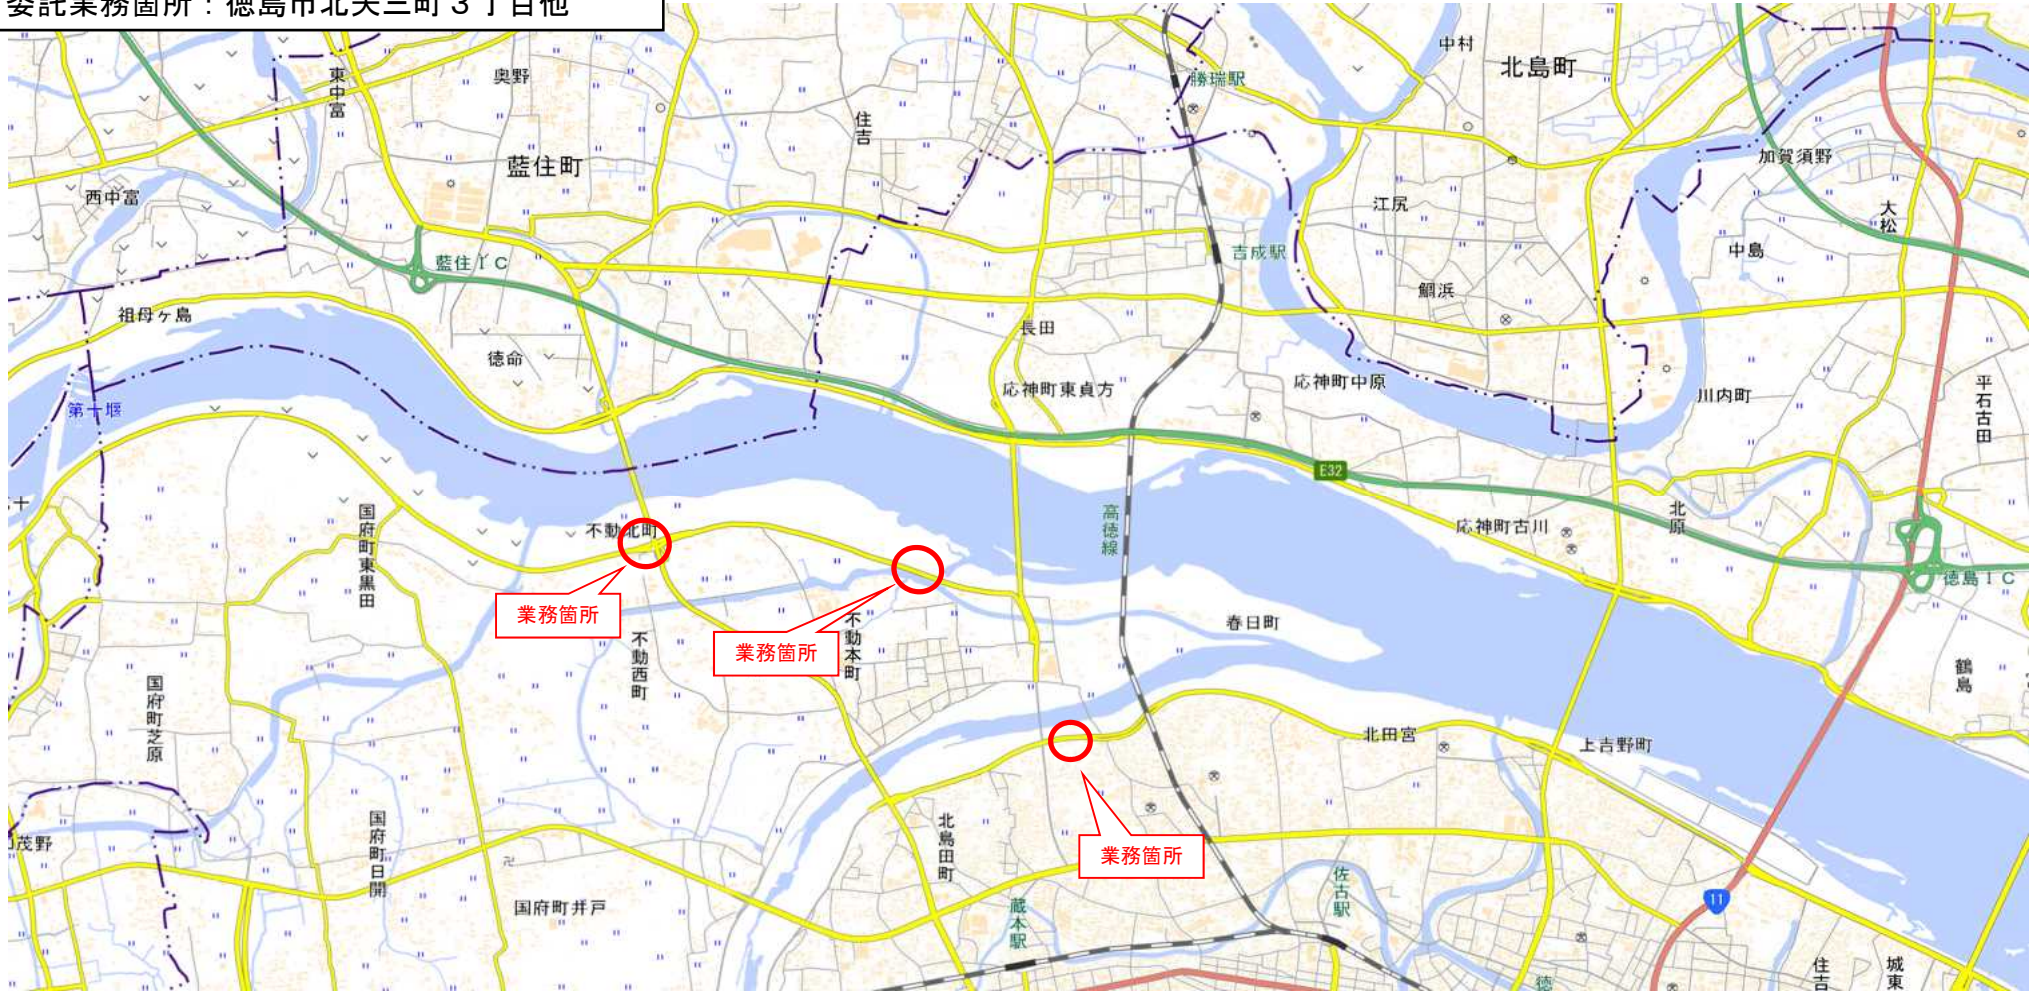 委託業務箇所：徳島市北矢三町３丁目他
中村
北島町
勝瑞駅
奥野
東中富
住吉
藍住町
加賀須野
西中富
江尻
大松
中島
吉成駅
藍住ＩＣ
鯛浜
祖母ヶ島
長田
徳命
応神町東貞方
応神町中原
川内町
平石古田
第十堰
E32
十
国府町東黒田
不動北町
高徳線
応神町古川
北原
徳島ＩＣ
業務箇所
業務箇所
不動本町
春日町
不動西町
鶴島
国府町芝原
北田宮
上吉野町
業務箇所
北島田町
国府町日開
茂野
佐古駅
11
国府町井戸
蔵本駅
住吉
城東
徳